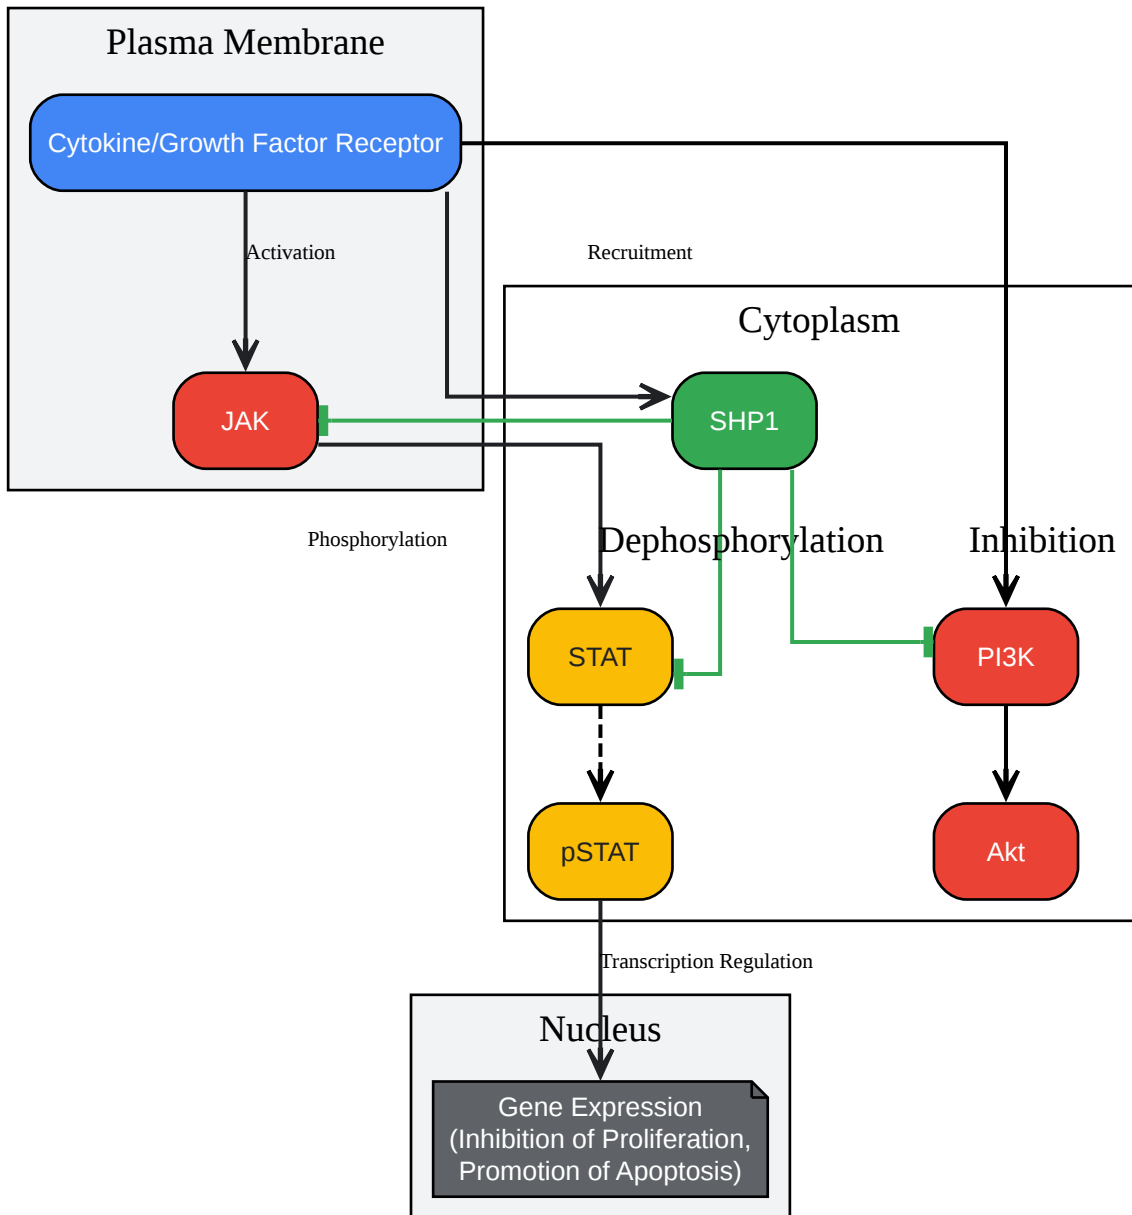 Plasma Membrane
Cytokine/Growth Factor Receptor
Activation
Recruitment
Cytoplasm
JAK
SHP1
Phosphorylation
Dephosphorylation
Inhibition
STAT
PI3K
pSTAT
Akt
Transcription Regulation
Nucleus
Gene Expression
(Inhibition of Proliferation,
Promotion of Apoptosis)